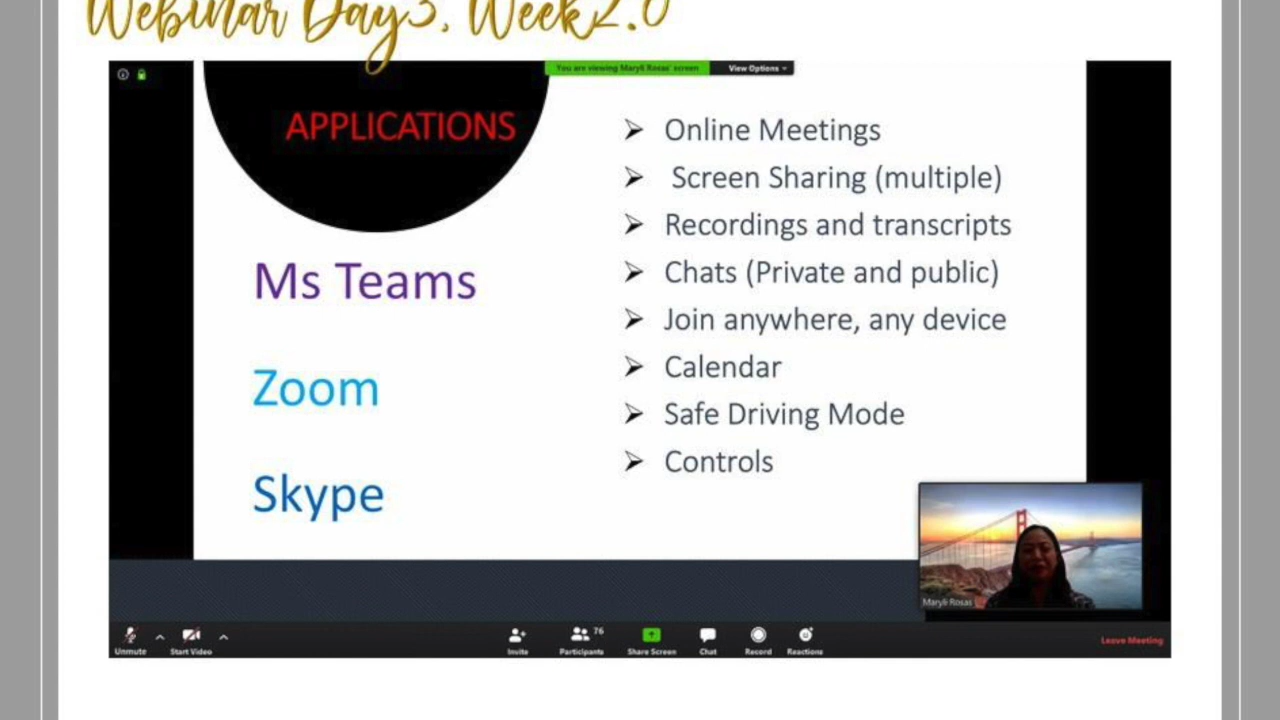 Webinar Day3, Week2.0
You are viewing Maryli Rosas' screen
View Options
APPLICATIONS
Ms Teams
Zoom
Skype
Online Meetings
Screen Sharing (multiple)
Recordings and transcripts
Chats (Private and public)
Join anywhere, any device
Calendar
Safe Driving Mode
Controls
Maryli Rosas
Unmute
Start Video
Invite
76
Participants
Share Screen
Chat
Record
Reactions
Leave Meeting